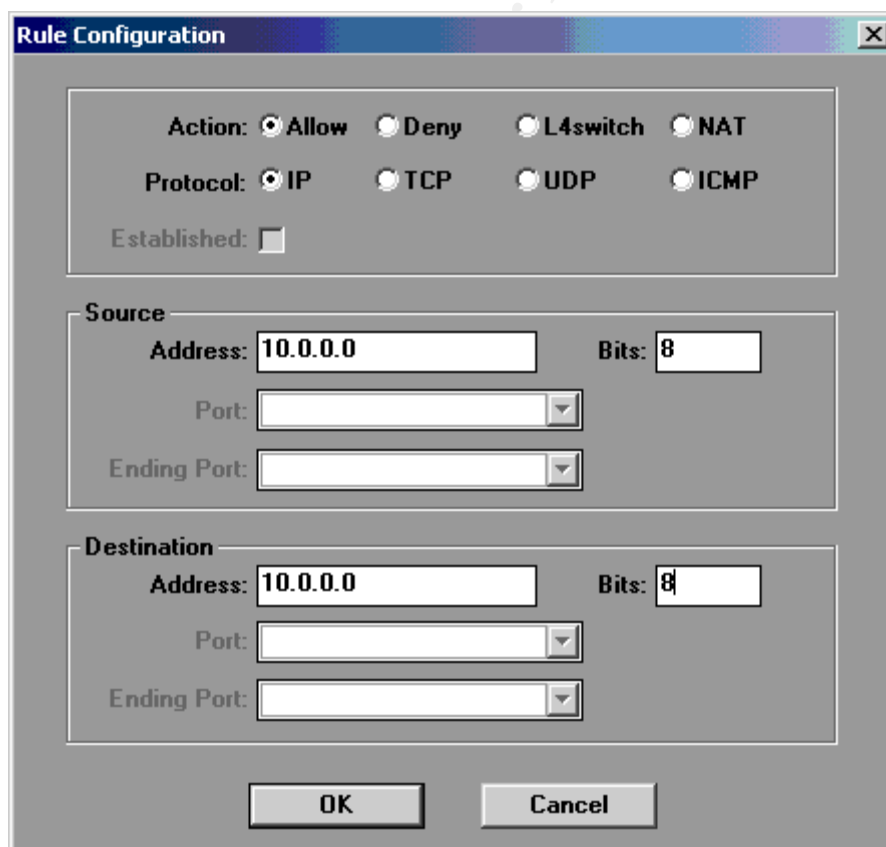 Rule Configuration
Action: Allow Deny L4switch NAT
Protocol: IP TCP UDP ICMP
Established:
Source
Address: 10.0.0.0 Bits: 8
Port:
Ending Port:
Destination
Address: 10.0.0.0 Bits: 8
Port:
Ending Port:
OK Cancel